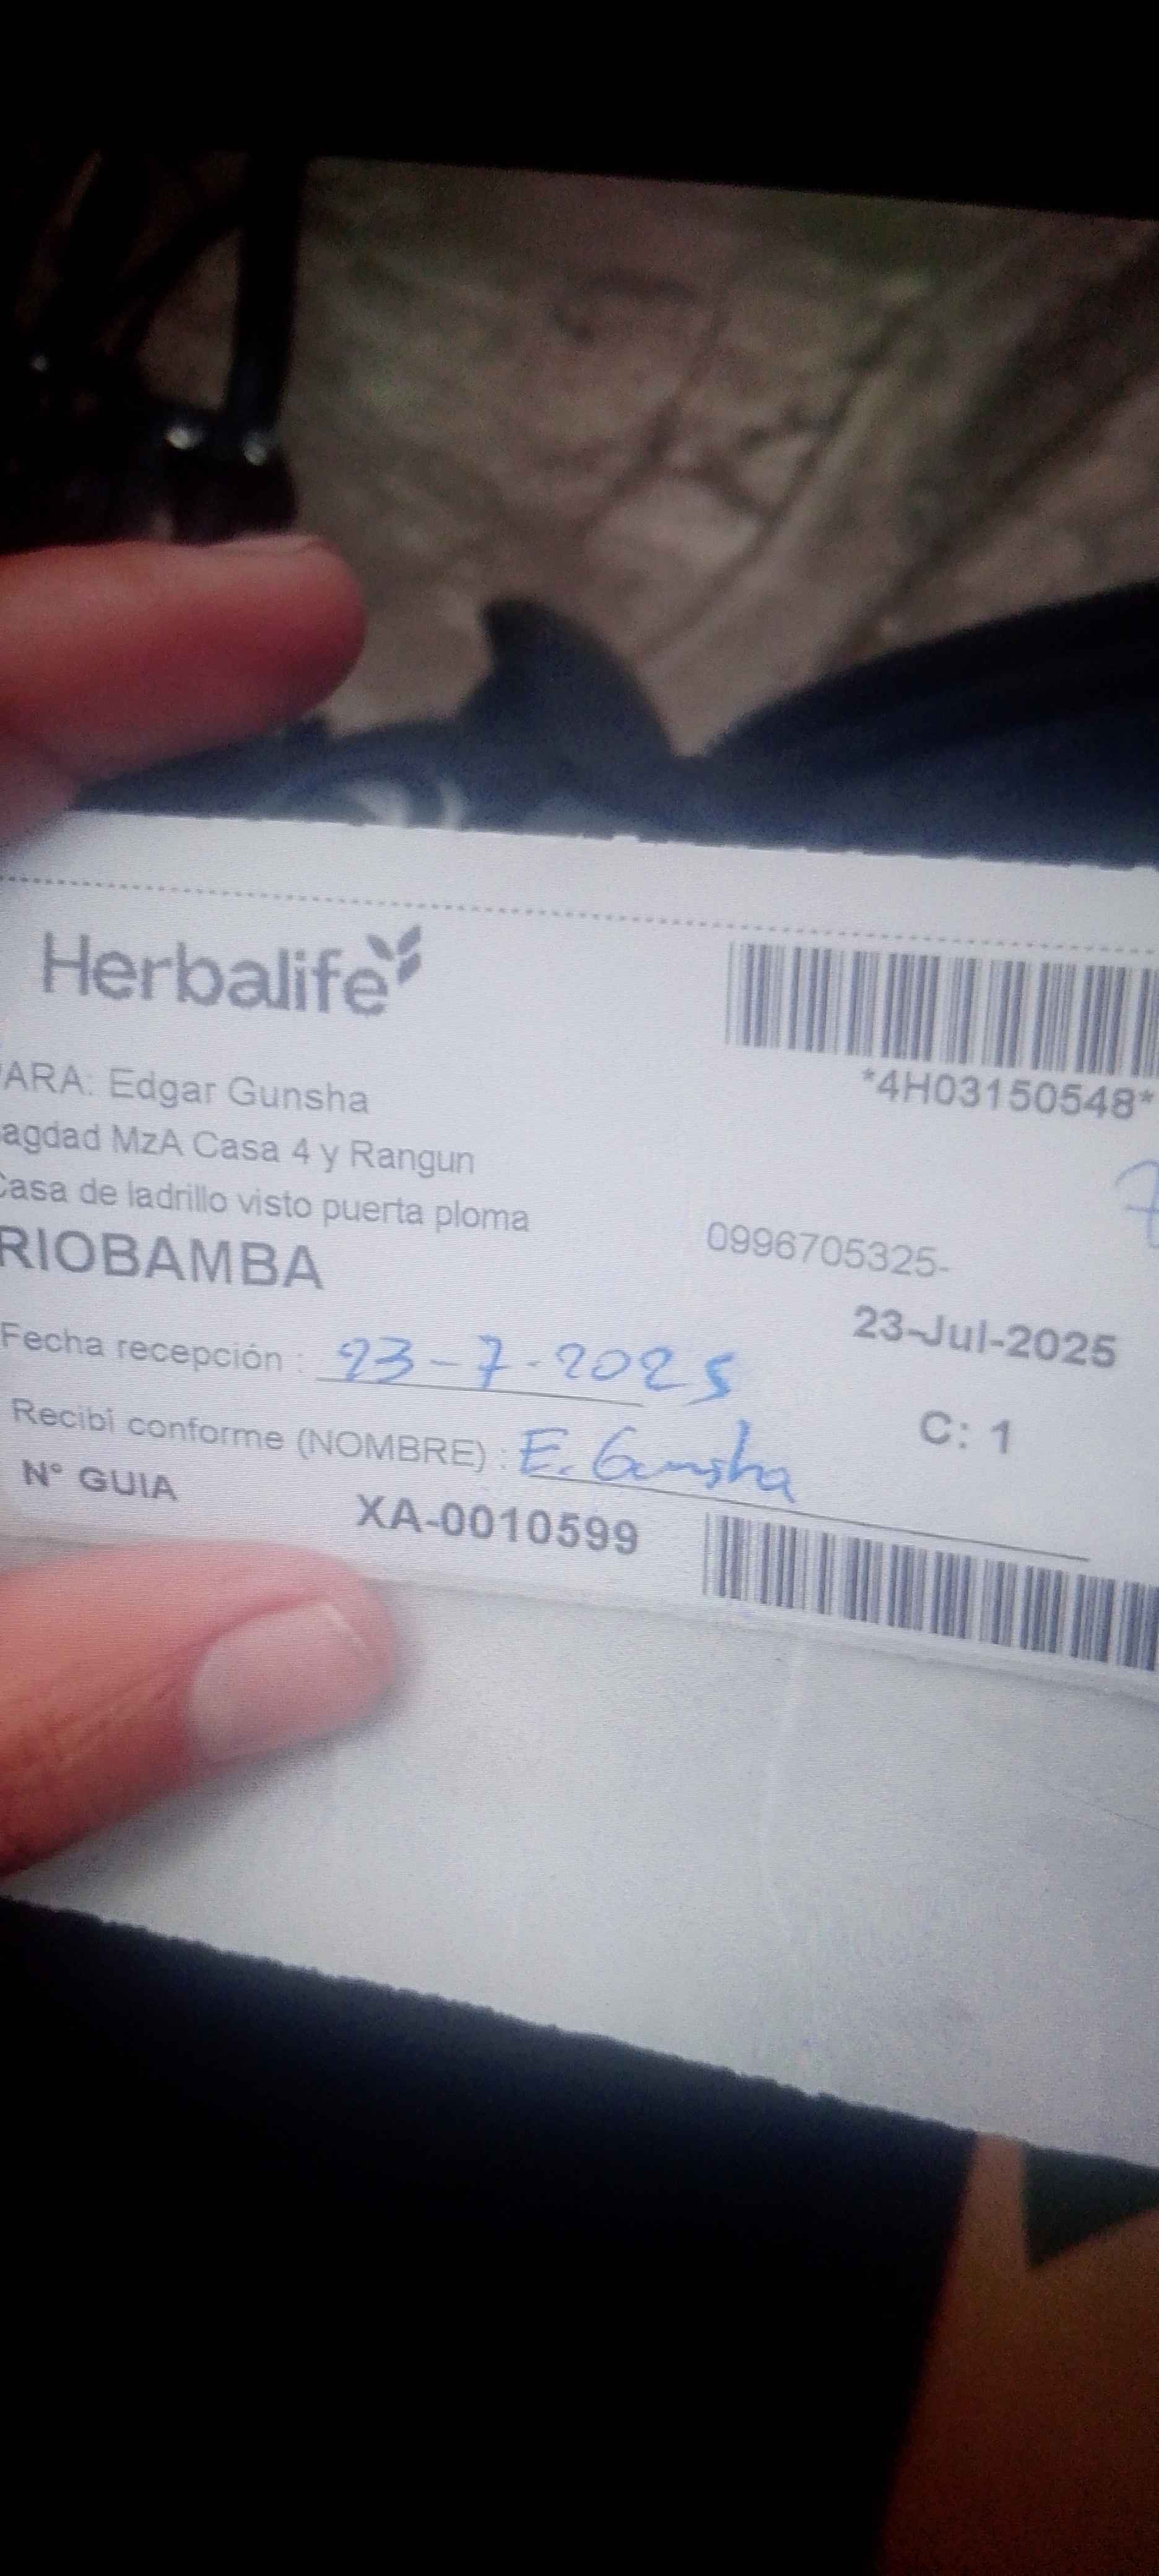 Herbalife
*4H03150548*
ARA: Edgar Gunsha
agdad MzA Casa 4 y Rangun
Casa de ladrillo visto puerta ploma
0996705325-
RIOBAMBA
23-Jul-2025
Fecha recepción : 23-7-2025
C: 1
Recibí conforme (NOMBRE) : E. Gunsha
N° GUIA XA-0010599